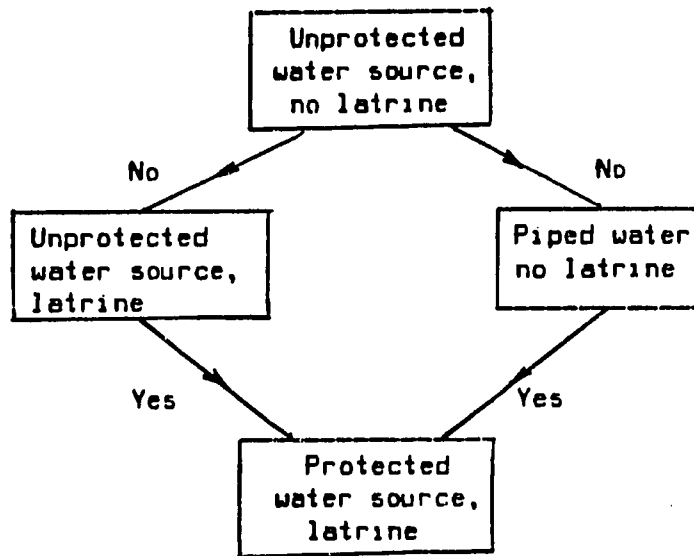 Unprotected
water source,
no latrine
No
No
Unprotected
water source,
latrine
Piped water
no latrine
Yes
Yes
Protected
water source,
latrine